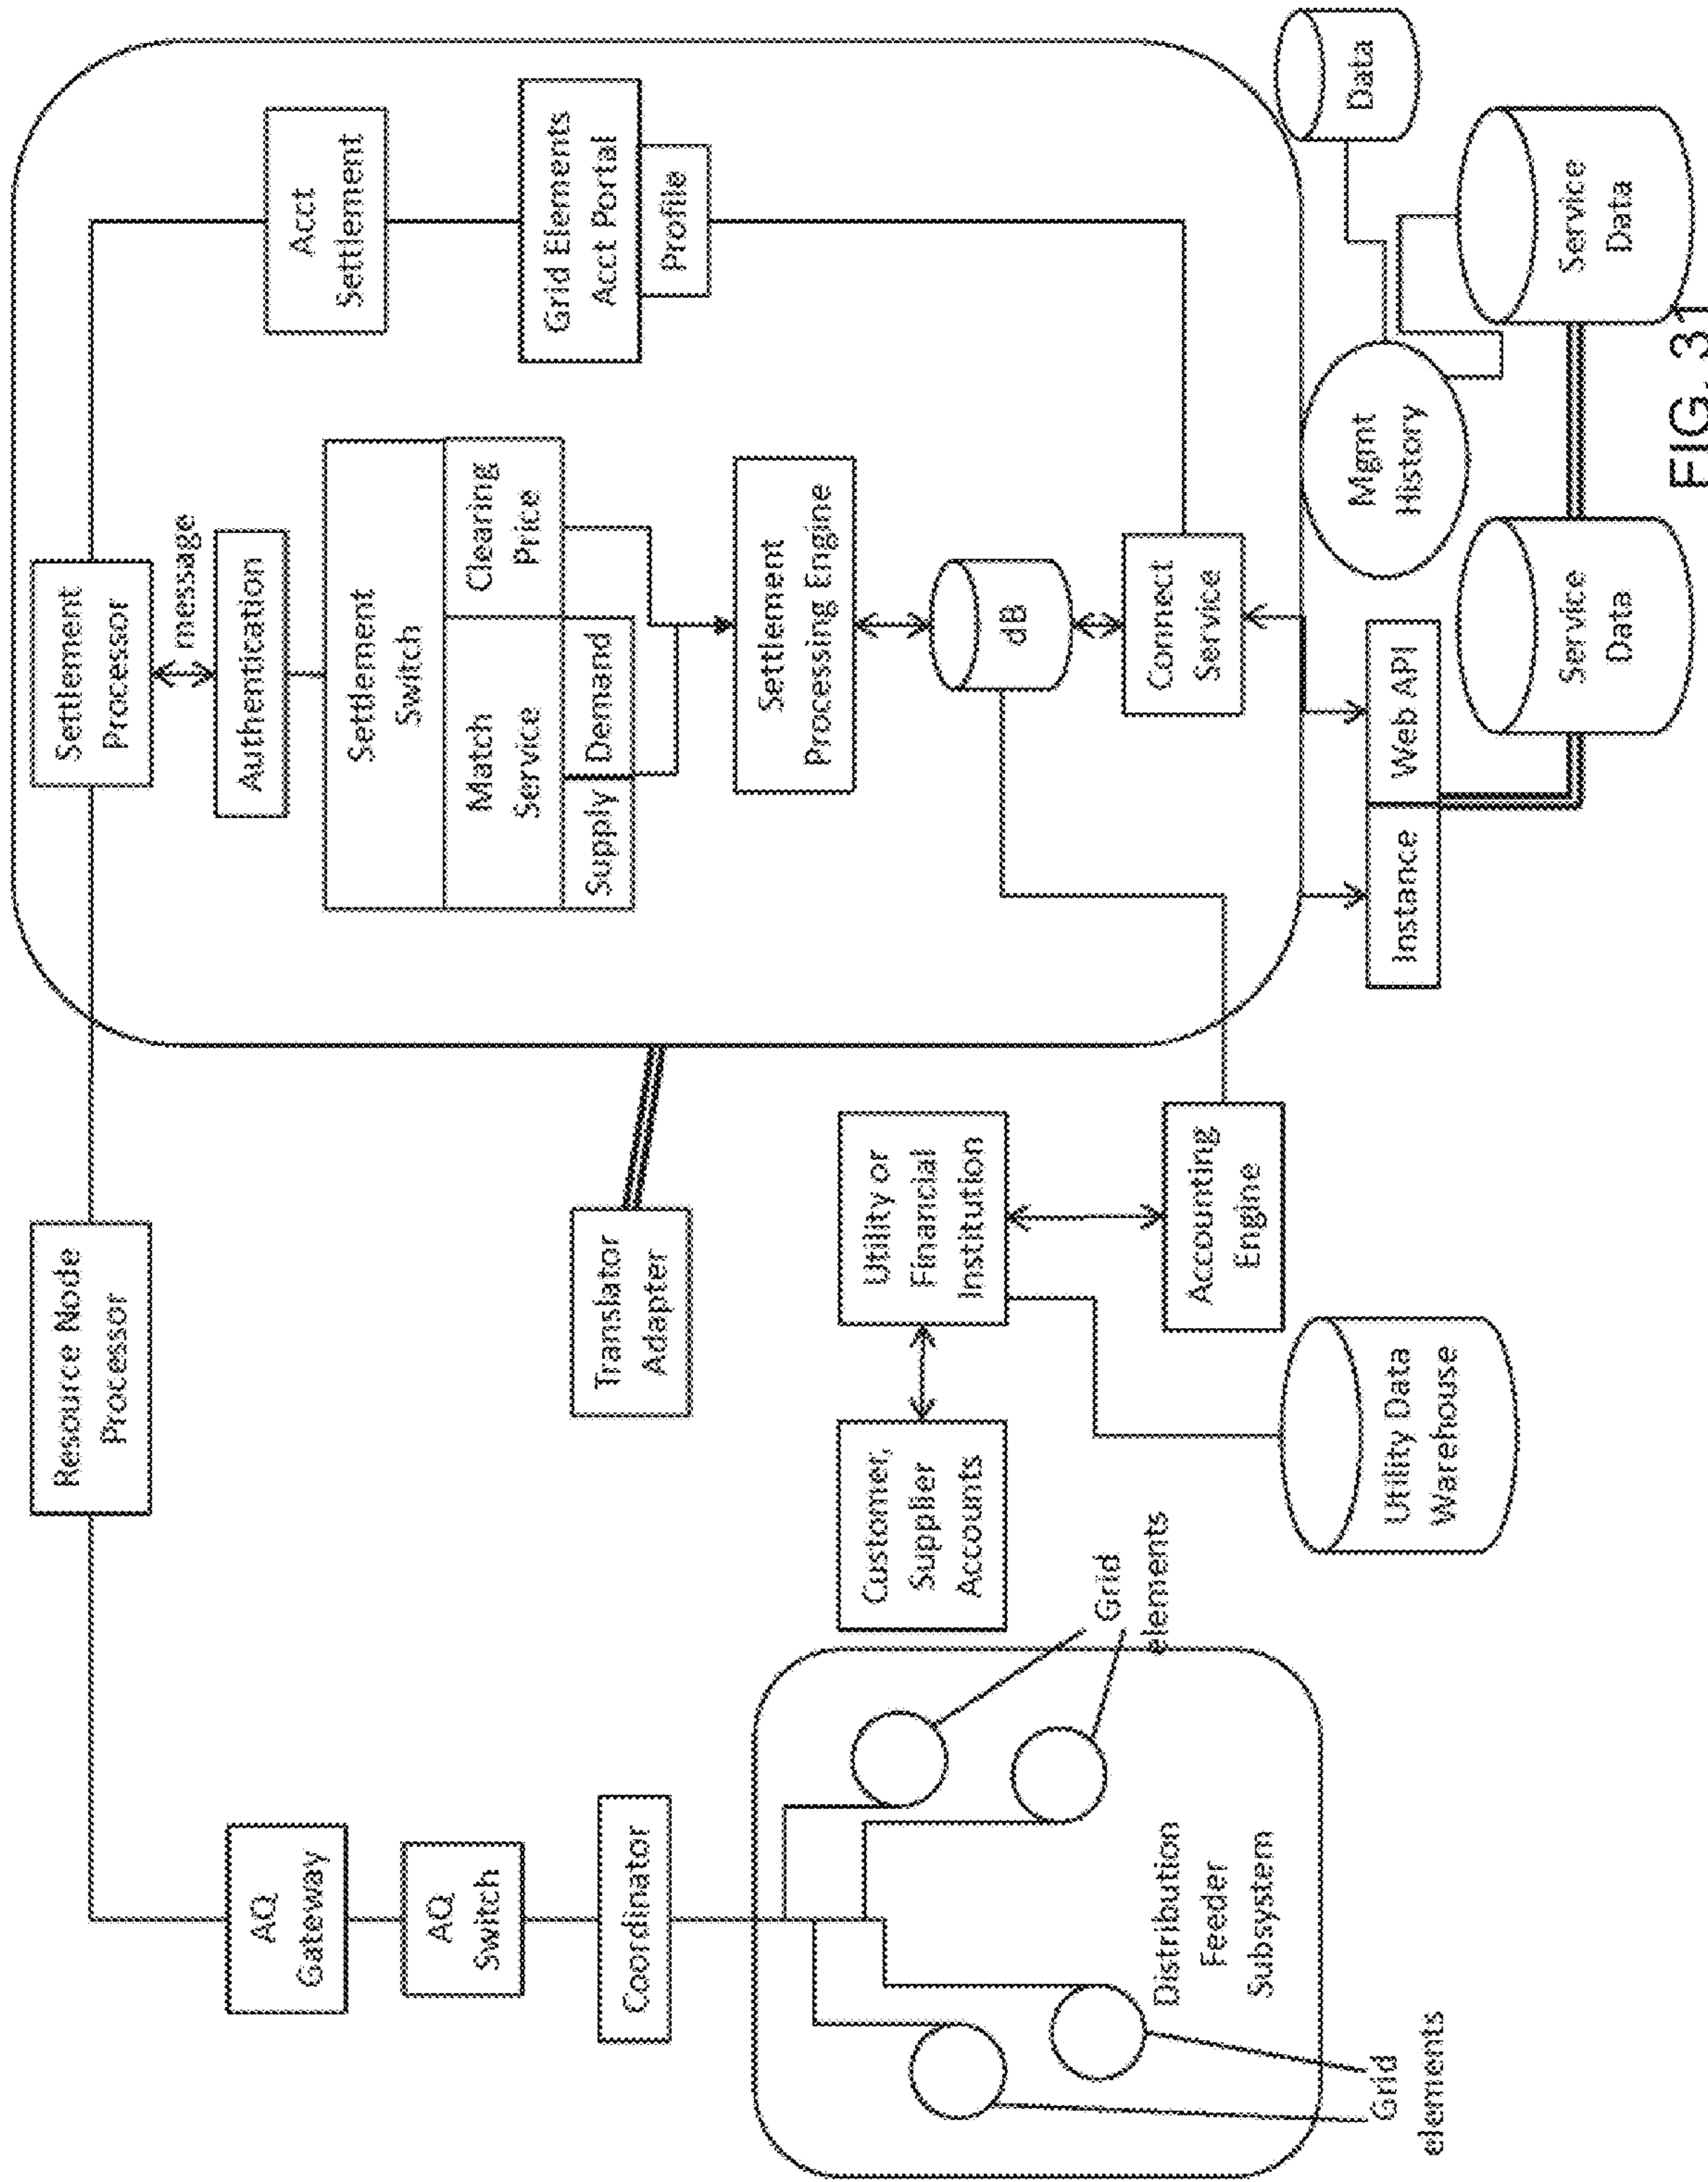 Resource Node
Processor
Settlement
Processor
message
Authentication
Settlement
Switch
Match
Service
Clearing
Price
Supply
Demand
Settlement
Processing Engine
dB
Connect
Service
Acct
Settlement
Grid Elements
Acct Portal
Profile
AQ
Gateway
AQ
Switch
Coordinator
Translator
Adapter
Customer,
Supplier
Accounts
Utility or
Financial
Institution
Accounting
Engine
Utility Data
Warehouse
Grid
elements
Distribution
Feeder
Subsystem
Grid
elements
Instance
Web API
Mgmt
History
Data
Service
Data
Service
Data
FIG. 31